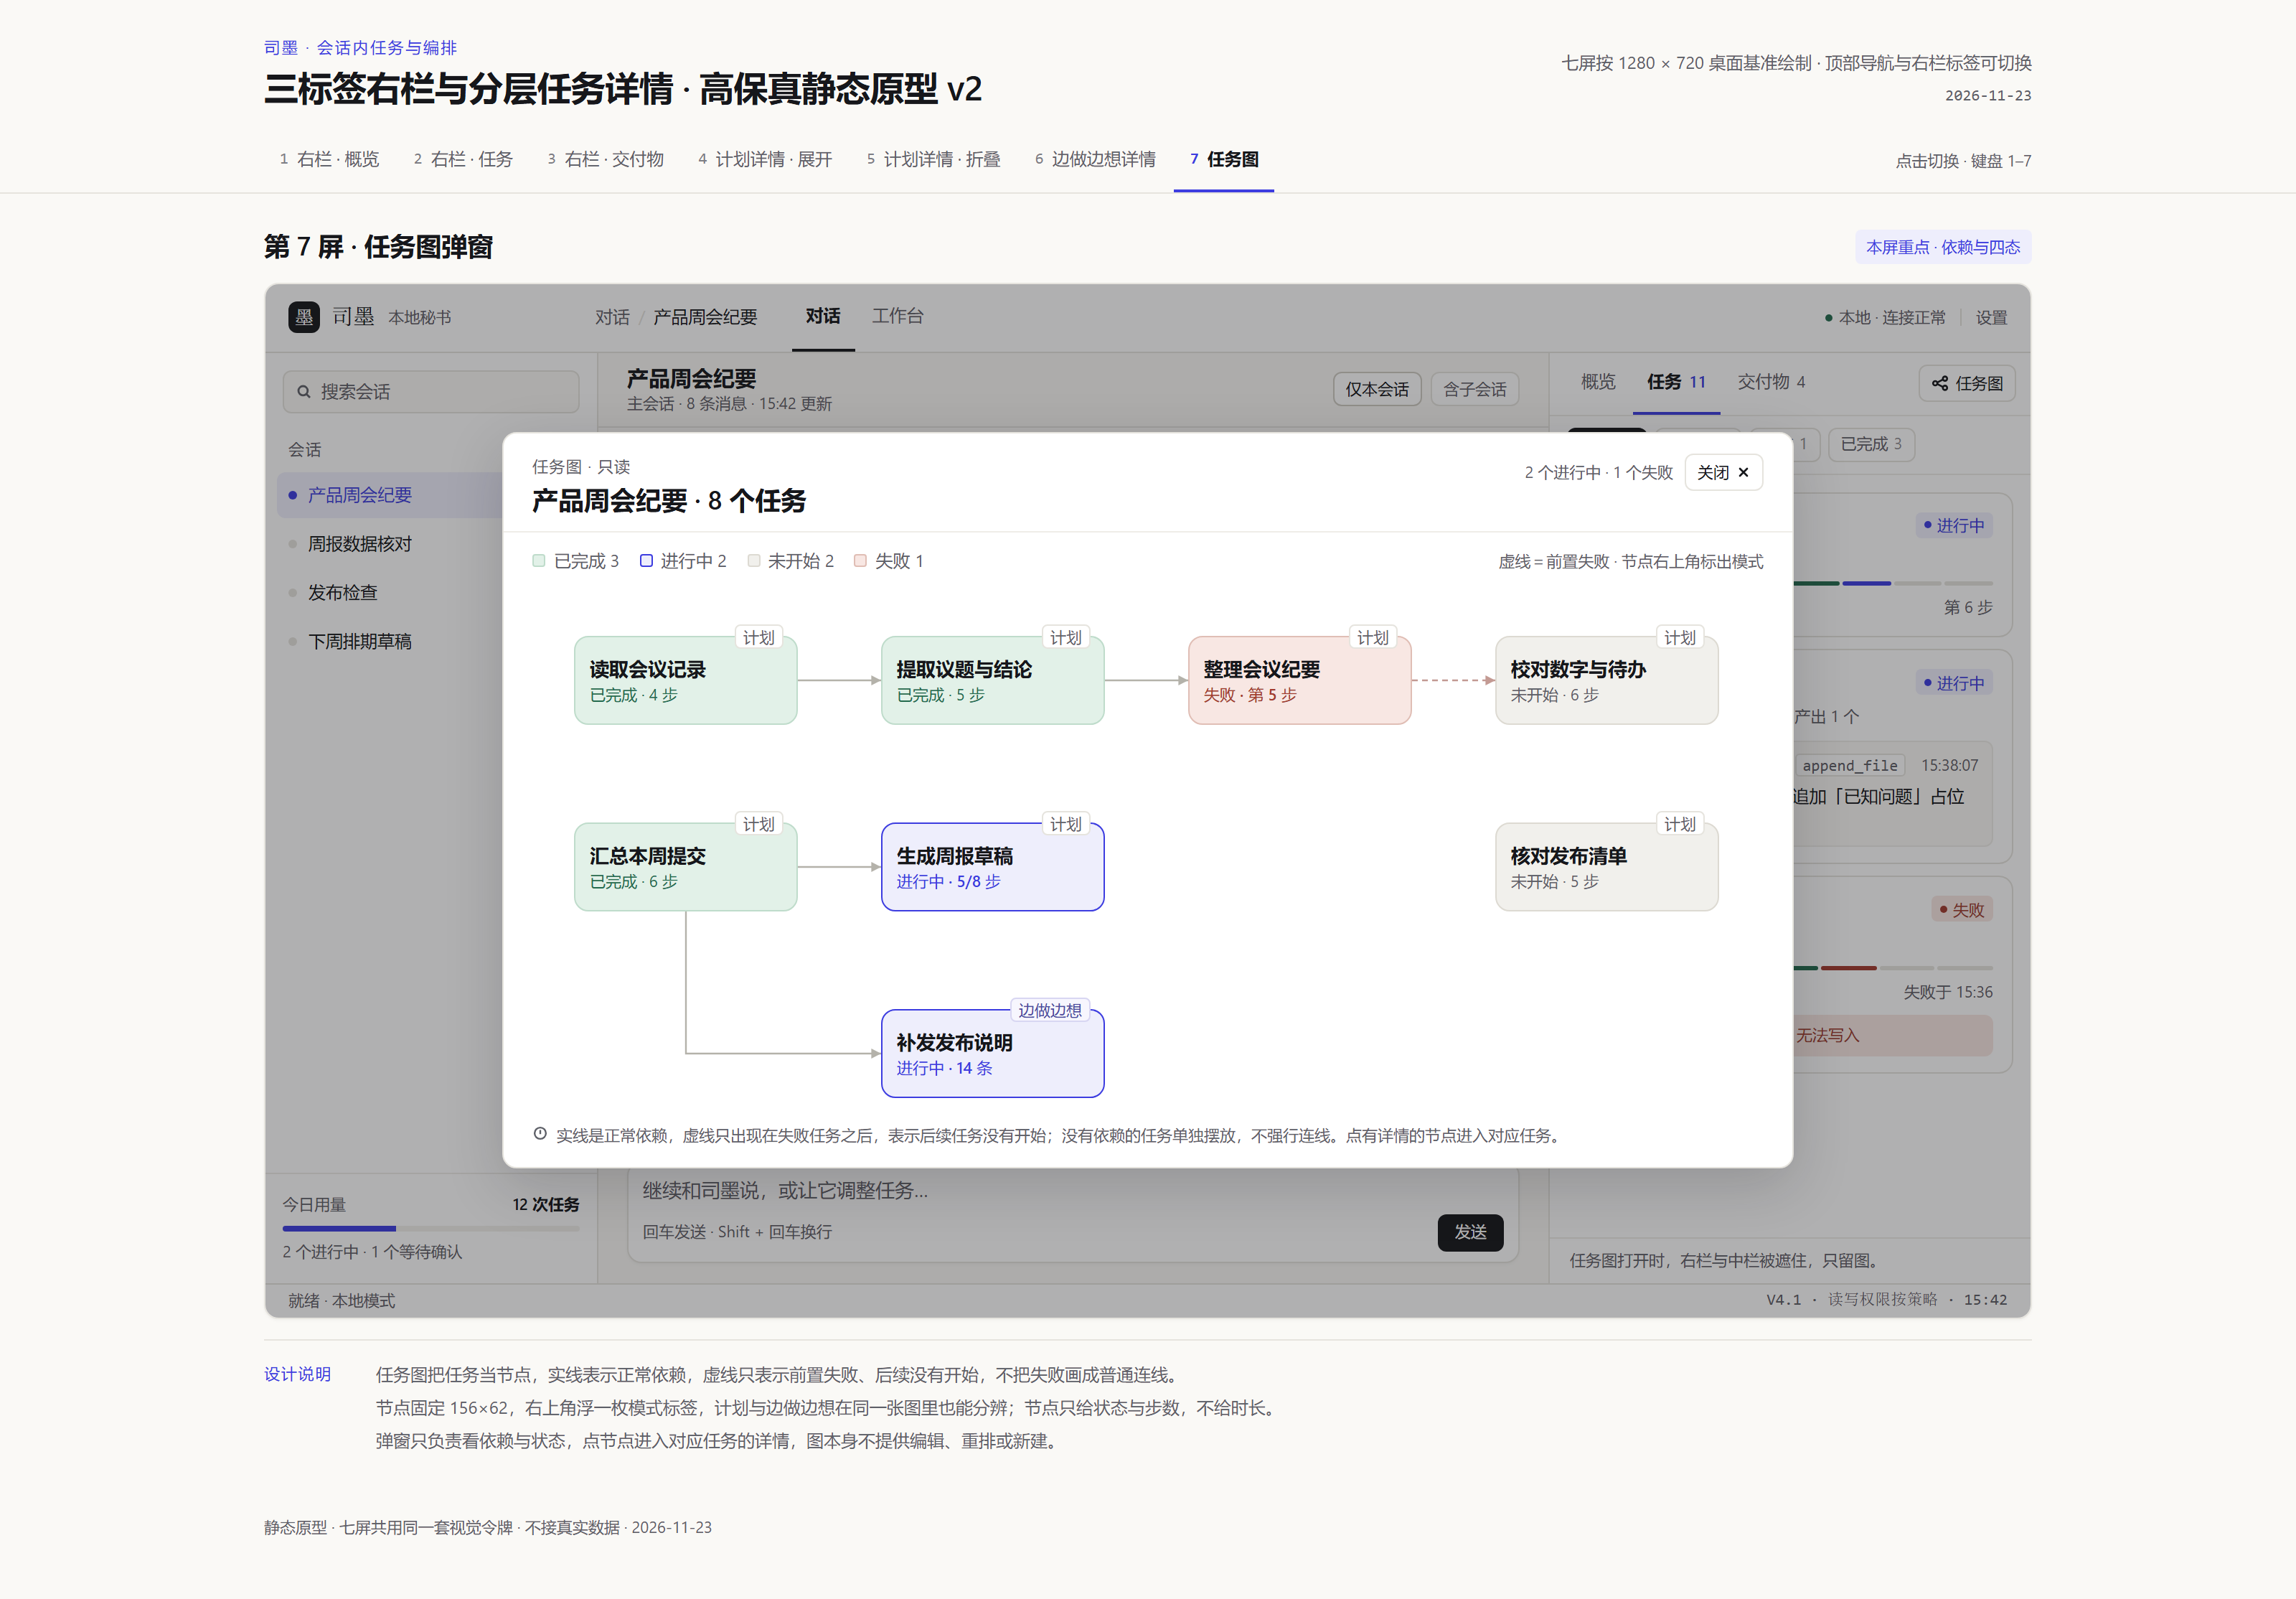 司墨 · 会话内任务与编排
三标签右栏与分层任务详情 · 高保真静态原型 v2
七屏按 1280 × 720 桌面基准绘制 · 顶部导航与右栏标签可切换
2026-11-23
1 右栏 · 概览
2 右栏 · 任务
3 右栏 · 交付物
4 计划详情 · 展开
5 计划详情 · 折叠
6 边做边想详情
7 任务图
点击切换 · 键盘 1–7
第 7 屏 · 任务图弹窗
本屏重点 · 依赖与四态
墨 司墨 本地秘书
对话 / 产品周会纪要
对话
工作台
本地 · 连接正常
设置
搜索会话
会话
产品周会纪要
周报数据核对
发布检查
下周排期草稿
今日用量
12 次任务
2 个进行中 · 1 个等待确认
产品周会纪要
主会话 · 8 条消息 · 15:42 更新
仅本会话
含子会话
概览
任务 11
交付物 4
任务图
1
已完成 3
进行中
第 6 步
进行中
产出 1 个
append_file 15:38:07
追加「已知问题」占位
失败
失败于 15:36
无法写入
任务图 · 只读
产品周会纪要 · 8 个任务
2 个进行中 · 1 个失败
关闭 ×
已完成 3
进行中 2
未开始 2
失败 1
虚线 = 前置失败 · 节点右上角标出模式
计划
读取会议记录
已完成 · 4 步
计划
提取议题与结论
已完成 · 5 步
计划
整理会议纪要
失败 · 第 5 步
计划
校对数字与待办
未开始 · 6 步
计划
汇总本周提交
已完成 · 6 步
计划
生成周报草稿
进行中 · 5/8 步
计划
核对发布清单
未开始 · 5 步
边做边想
补发发布说明
进行中 · 14 条
实线是正常依赖，虚线只出现在失败任务之后，表示后续任务没有开始；没有依赖的任务单独摆放，不强行连线。点有详情的节点进入对应任务。
继续和司墨说，或让它调整任务…
回车发送 · Shift + 回车换行
发送
任务图打开时，右栏与中栏被遮住，只留图。
就绪 · 本地模式
V4.1 · 读写权限按策略 · 15:42
设计说明
任务图把任务当节点，实线表示正常依赖，虚线只表示前置失败、后续没有开始，不把失败画成普通连线。
节点固定 156×62，右上角浮一枚模式标签，计划与边做边想在同一张图里也能分辨；节点只给状态与步数，不给时长。
弹窗只负责看依赖与状态，点节点进入对应任务的详情，图本身不提供编辑、重排或新建。
静态原型 · 七屏共用同一套视觉令牌 · 不接真实数据 · 2026-11-23